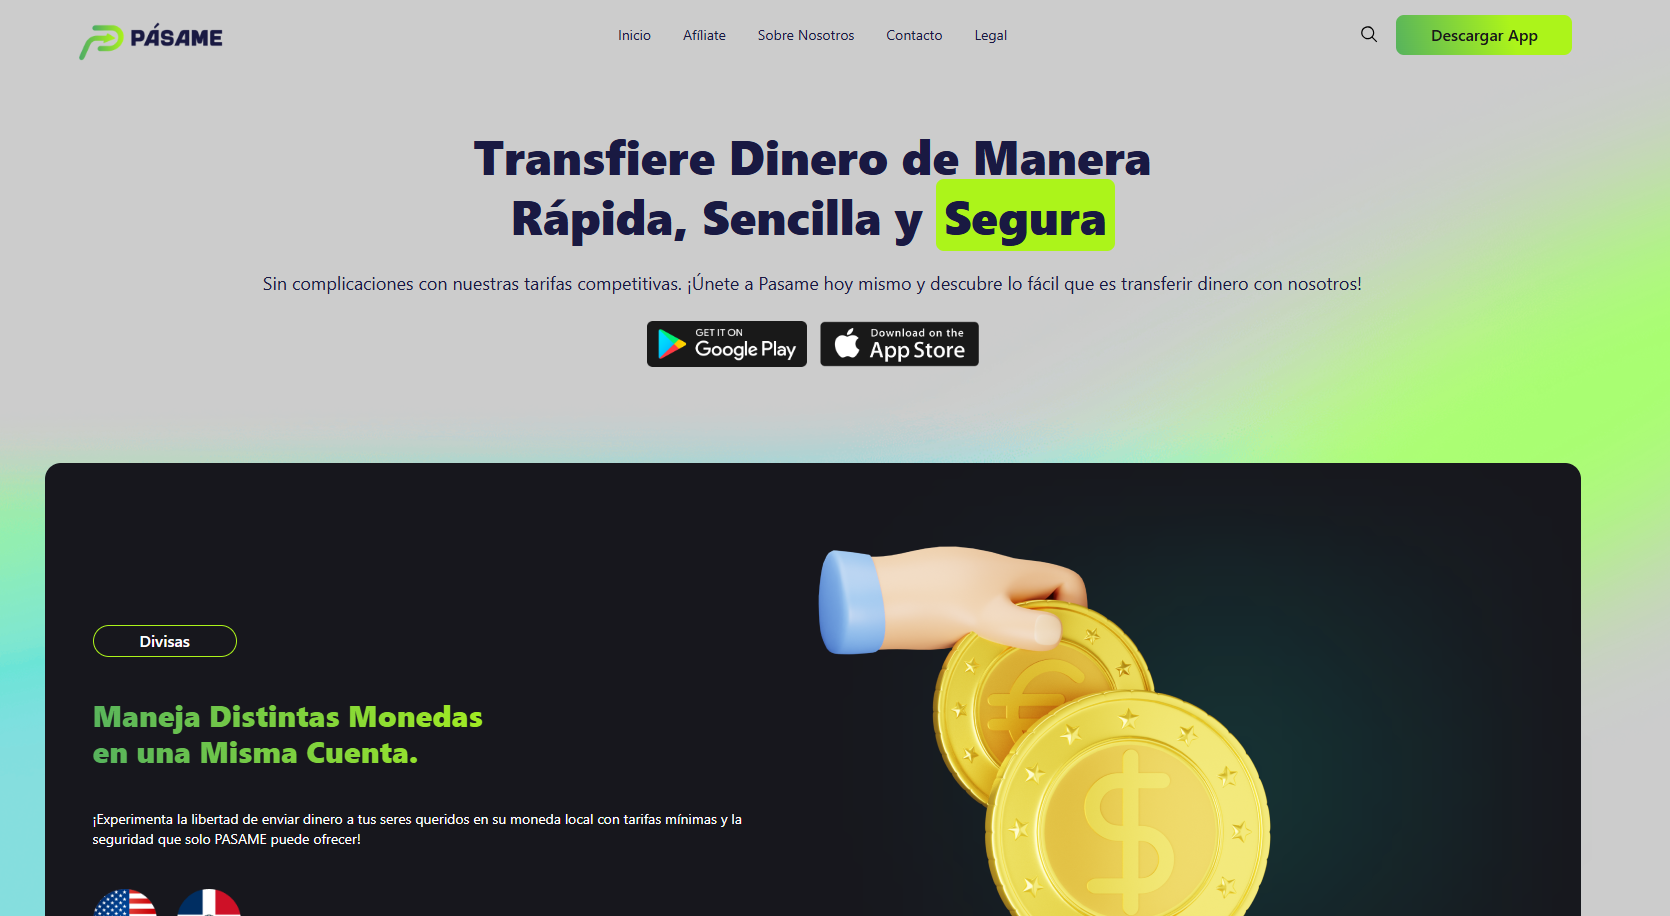 PÁSAME
Inicio
Afíliate
Sobre Nosotros
Contacto
Legal
Descargar App
Transfiere Dinero de Manera
Rápida, Sencilla y Segura
Sin complicaciones con nuestras tarifas competitivas. ¡Únete a Pasame hoy mismo y descubre lo fácil que es transferir dinero con nosotros!
GET IT ON
Google Play
Download on the
App Store
Divisas
Maneja Distintas Monedas
en una Misma Cuenta.
¡Experimenta la libertad de enviar dinero a tus seres queridos en su moneda local con tarifas mínimas y la
seguridad que solo PASAME puede ofrecer!
€
$